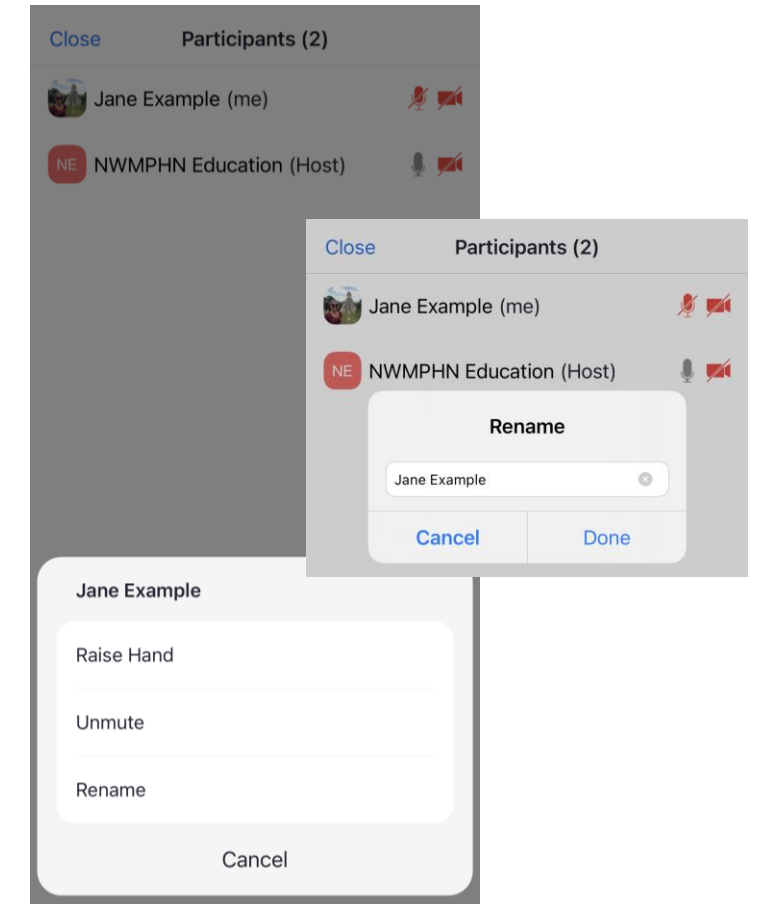 Close Participants (2)
Jane Example (me)
NE NWMPHN Education (Host)
Jane Example
Raise Hand
Unmute
Rename
Cancel
Close Participants (2)
Jane Example (me)
NE NWMPHN Education (Host)
Rename
Jane Example
Cancel Done